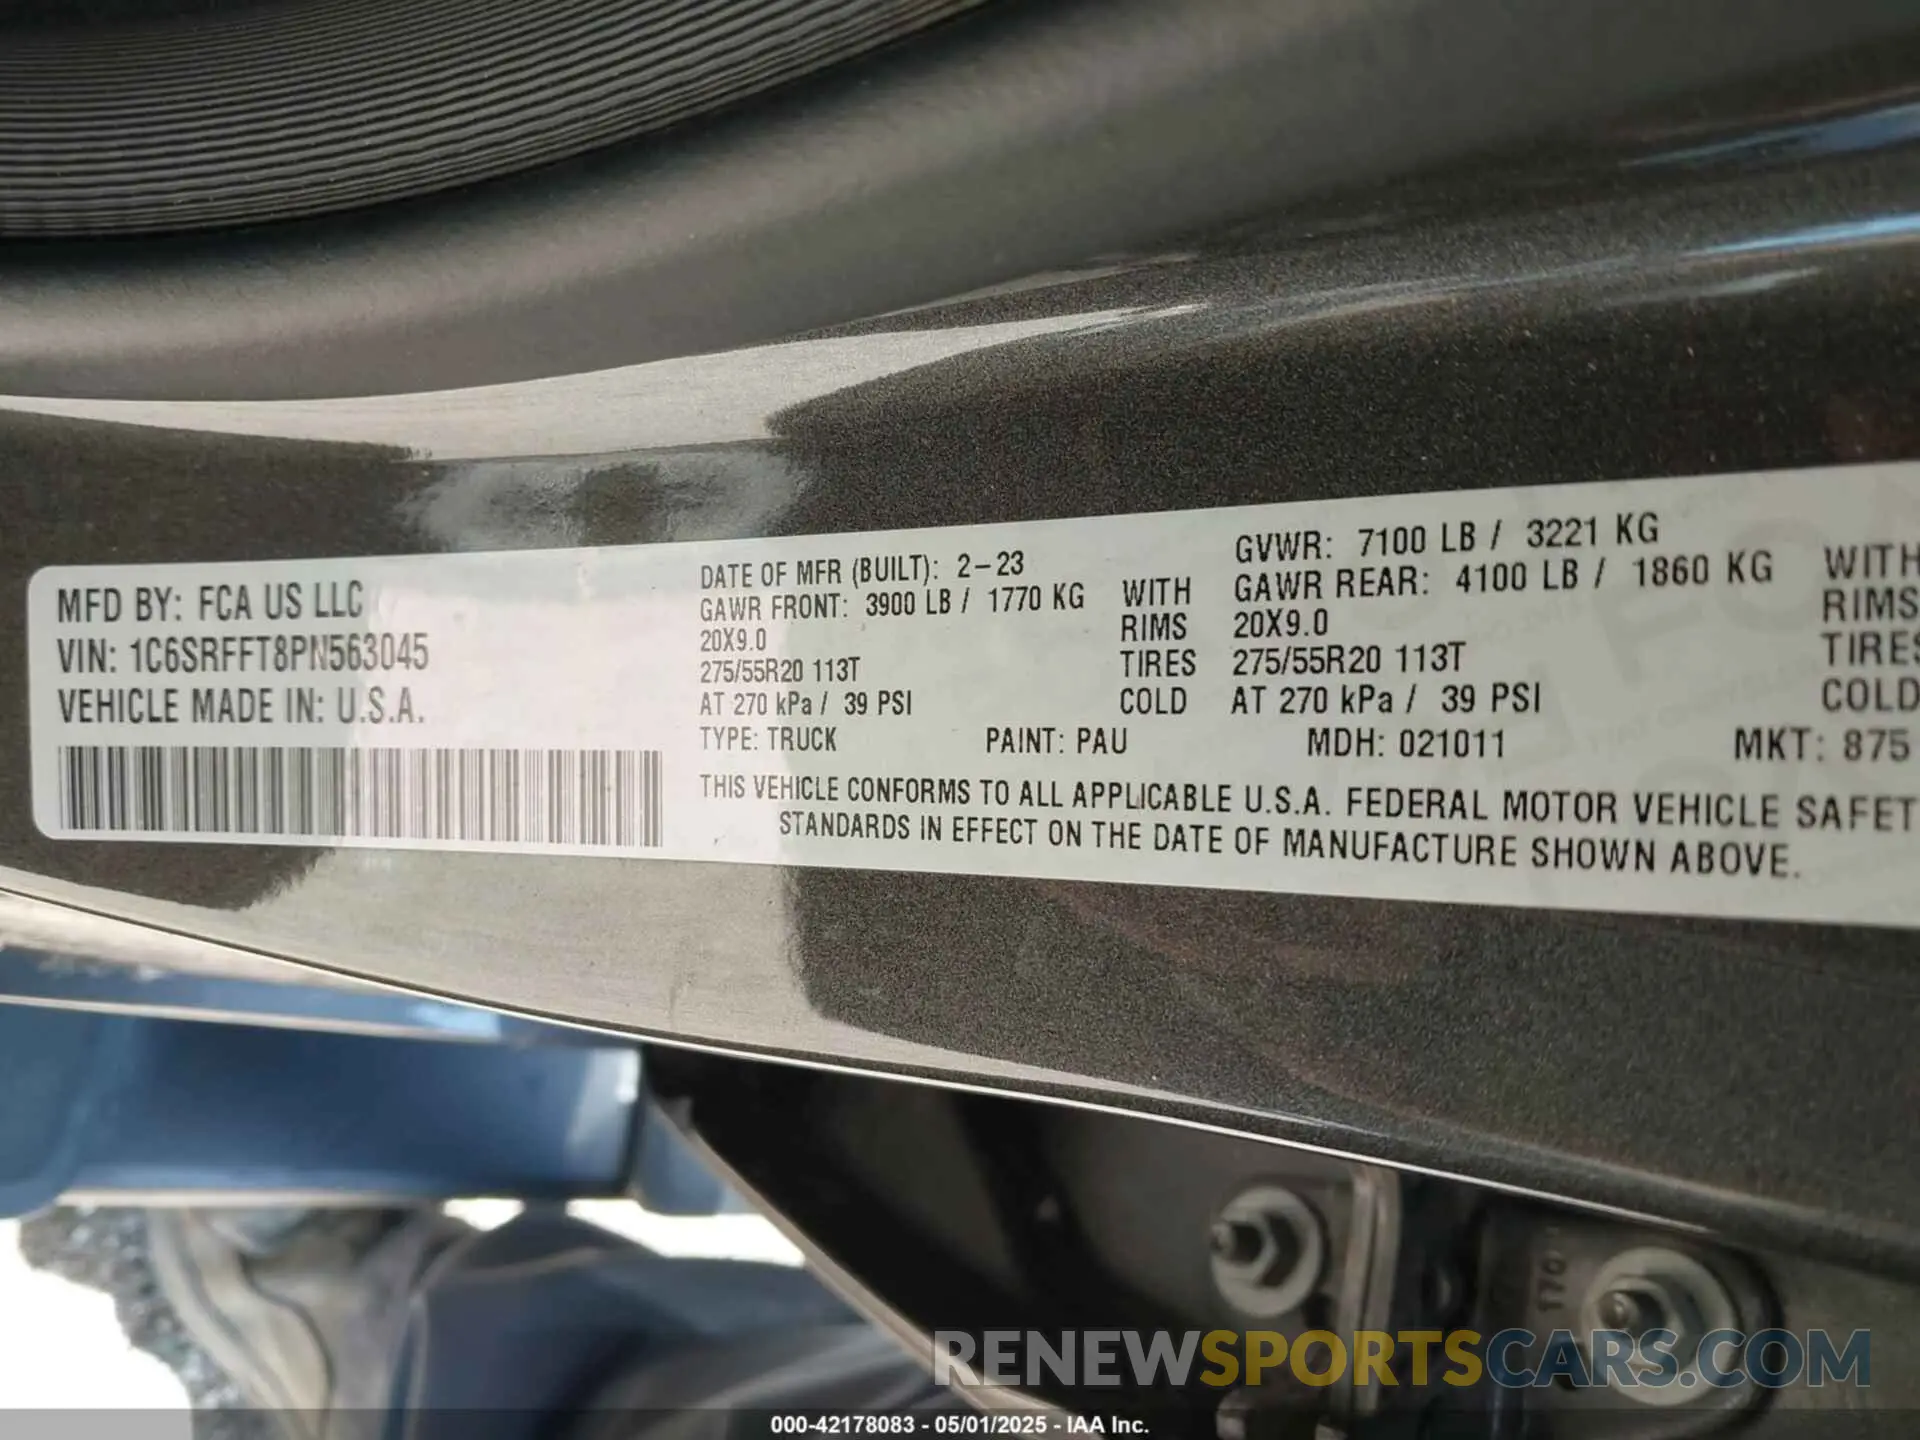 MFD BY: FCA US LLC
VIN: 1C6SRFFT8PN563045
VEHICLE MADE IN: U.S.A.
DATE OF MFR (BUILT): 2-23
GAWR FRONT: 3900 LB / 1770 KG
20X9.0
275/55R20 113T
AT 270 kPa / 39 PSI
WITH
RIMS
TIRES
COLD
GVWR: 7100 LB / 3221 KG
GAWR REAR: 4100 LB / 1860 KG
20X9.0
275/55R20 113T
AT 270 kPa / 39 PSI
WITH
RIMS
TIRES
COLD
TYPE: TRUCK PAINT: PAU MDH: 021011 MKT: 875
THIS VEHICLE CONFORMS TO ALL APPLICABLE U.S.A. FEDERAL MOTOR VEHICLE SAFET
STANDARDS IN EFFECT ON THE DATE OF MANUFACTURE SHOWN ABOVE.
RENEWSPORTSCARS.COM
000-42178083 - 05/01/2025 - IAA Inc.